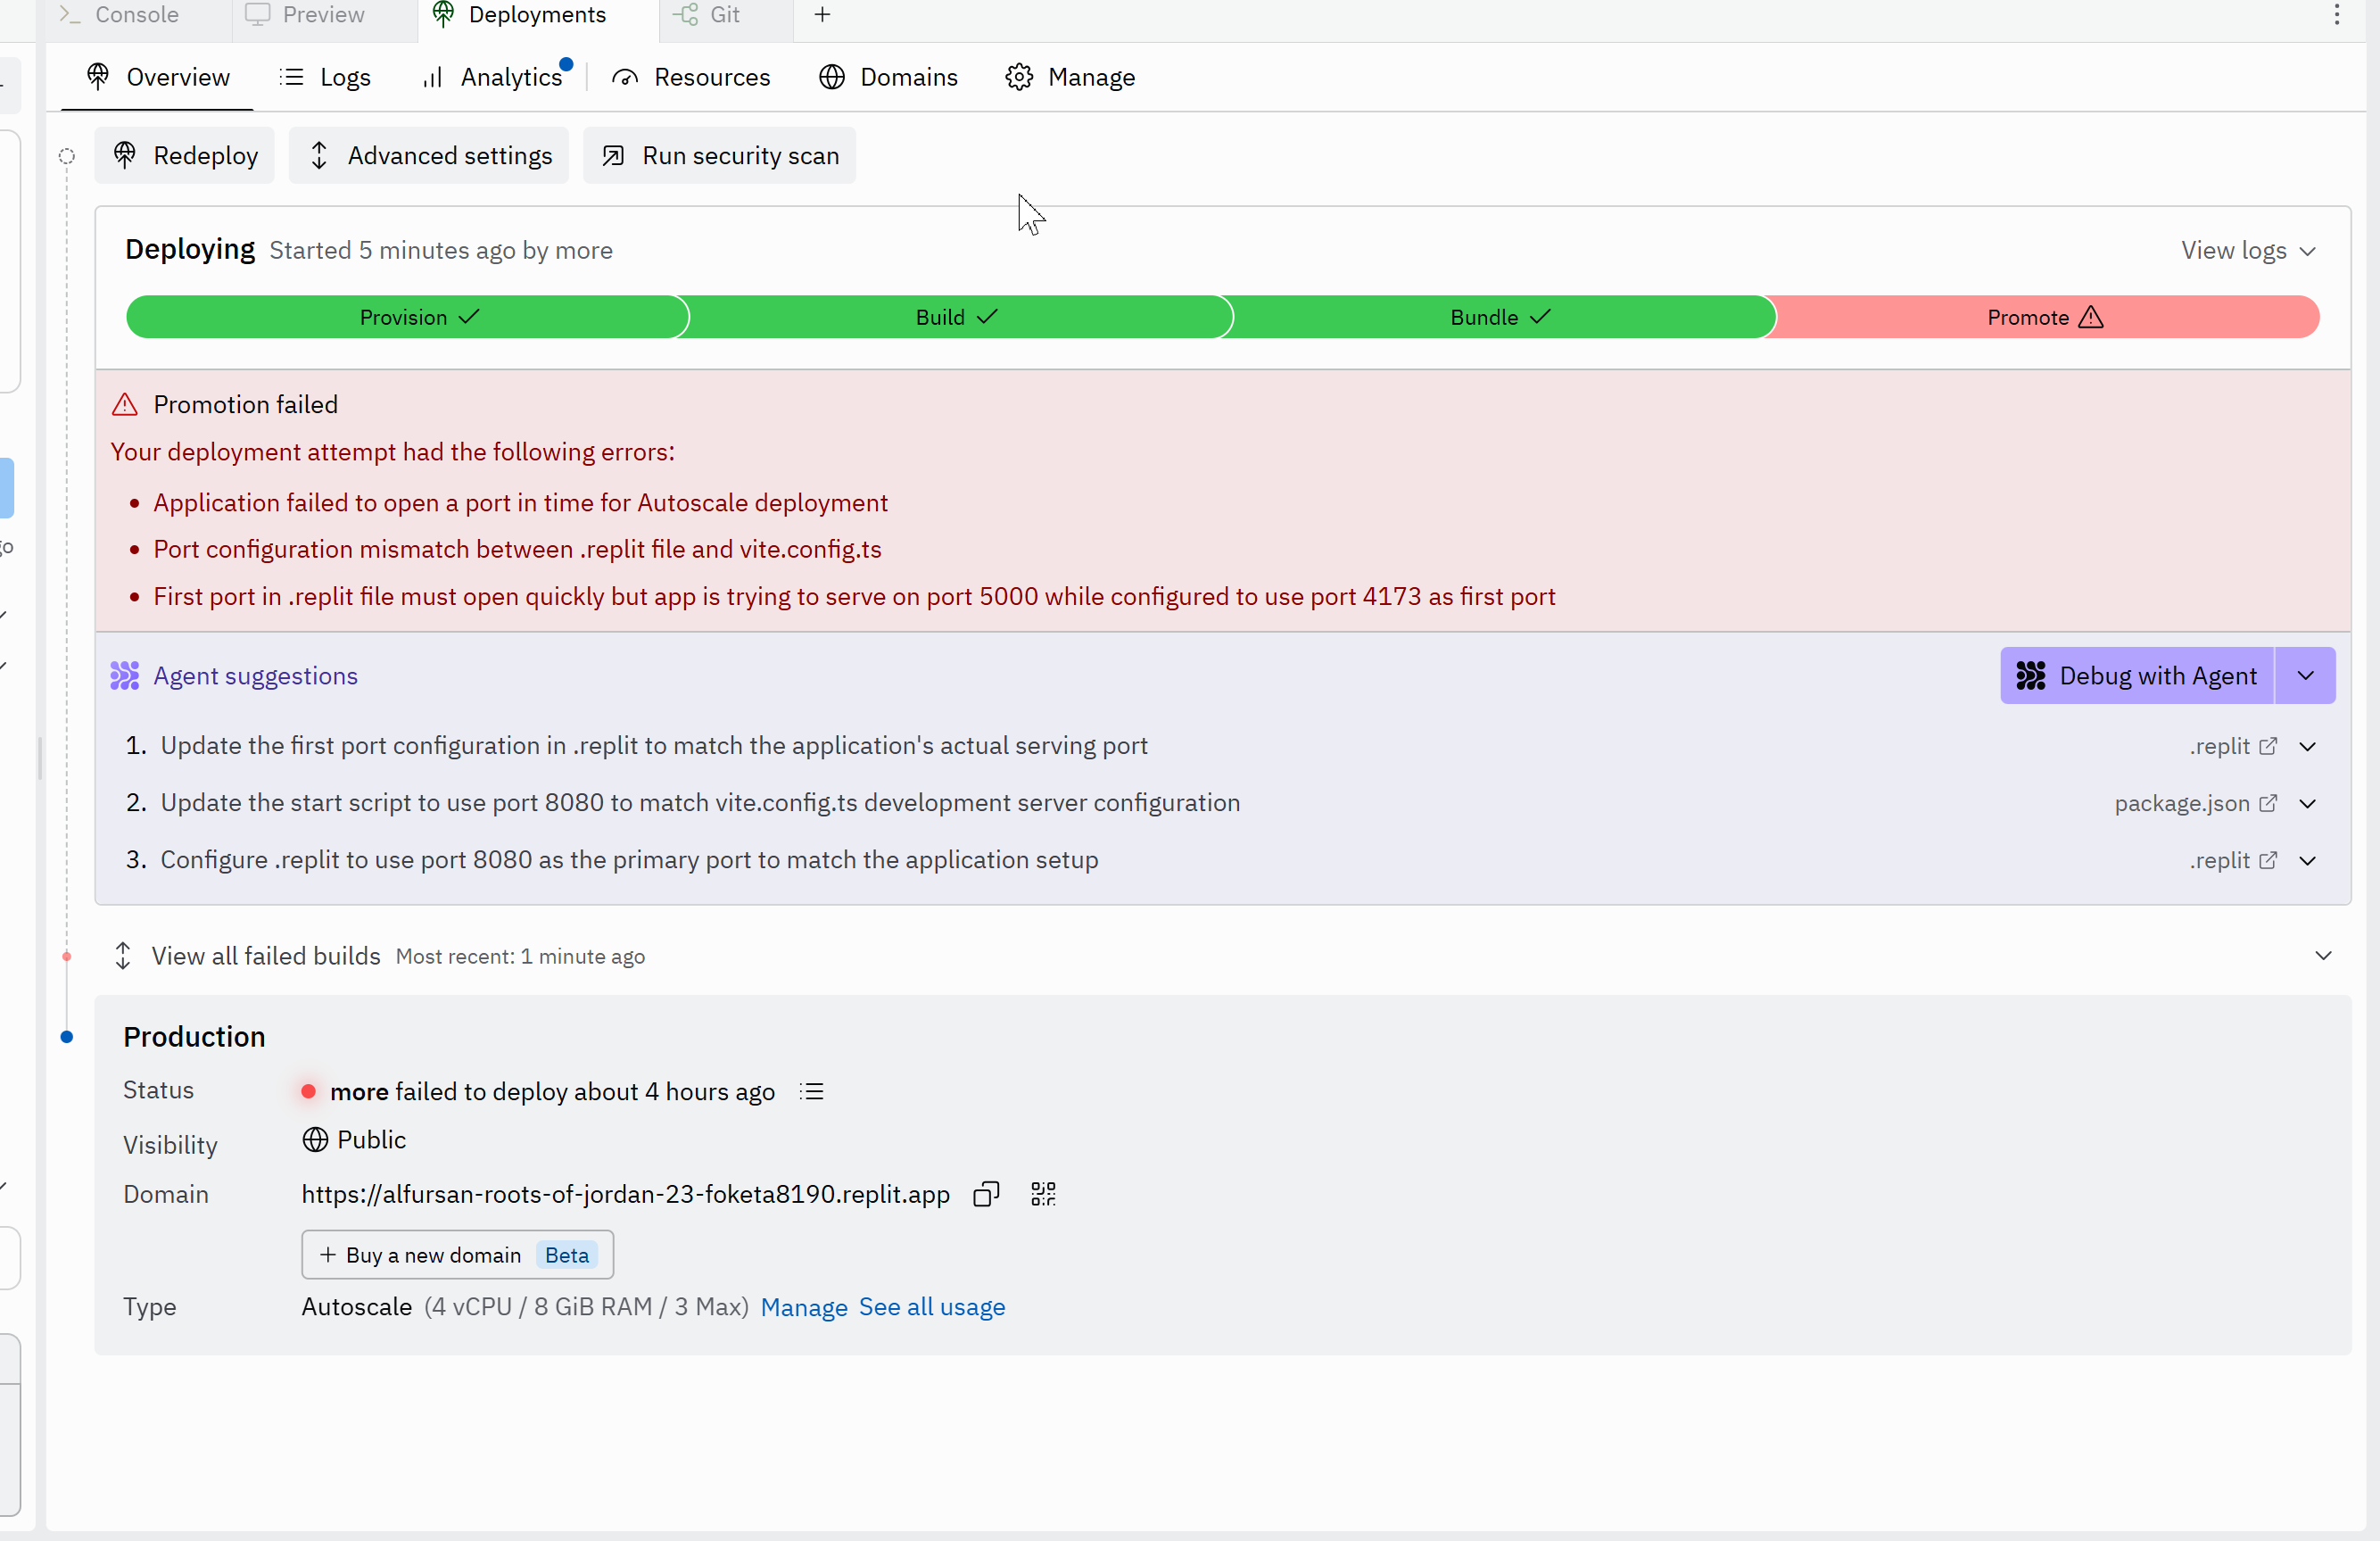 Console
Preview
Deployments
Git
Overview
Logs
Analytics
Resources
Domains
Manage
Redeploy
Advanced settings
Run security scan
Deploying Started 5 minutes ago by more
View logs
Provision
Build
Bundle
Promote
Promotion failed
Your deployment attempt had the following errors:
• Application failed to open a port in time for Autoscale deployment
• Port configuration mismatch between .replit file and vite.config.ts
• First port in .replit file must open quickly but app is trying to serve on port 5000 while configured to use port 4173 as first port
Agent suggestions
Debug with Agent
1. Update the first port configuration in .replit to match the application's actual serving port
.replit
2. Update the start script to use port 8080 to match vite.config.ts development server configuration
package.json
3. Configure .replit to use port 8080 as the primary port to match the application setup
.replit
View all failed builds Most recent: 1 minute ago
Production
Status more failed to deploy about 4 hours ago
Visibility Public
Domain https://alfursan-roots-of-jordan-23-foketa8190.replit.app
+ Buy a new domain Beta
Type Autoscale (4 vCPU / 8 GiB RAM / 3 Max) Manage See all usage